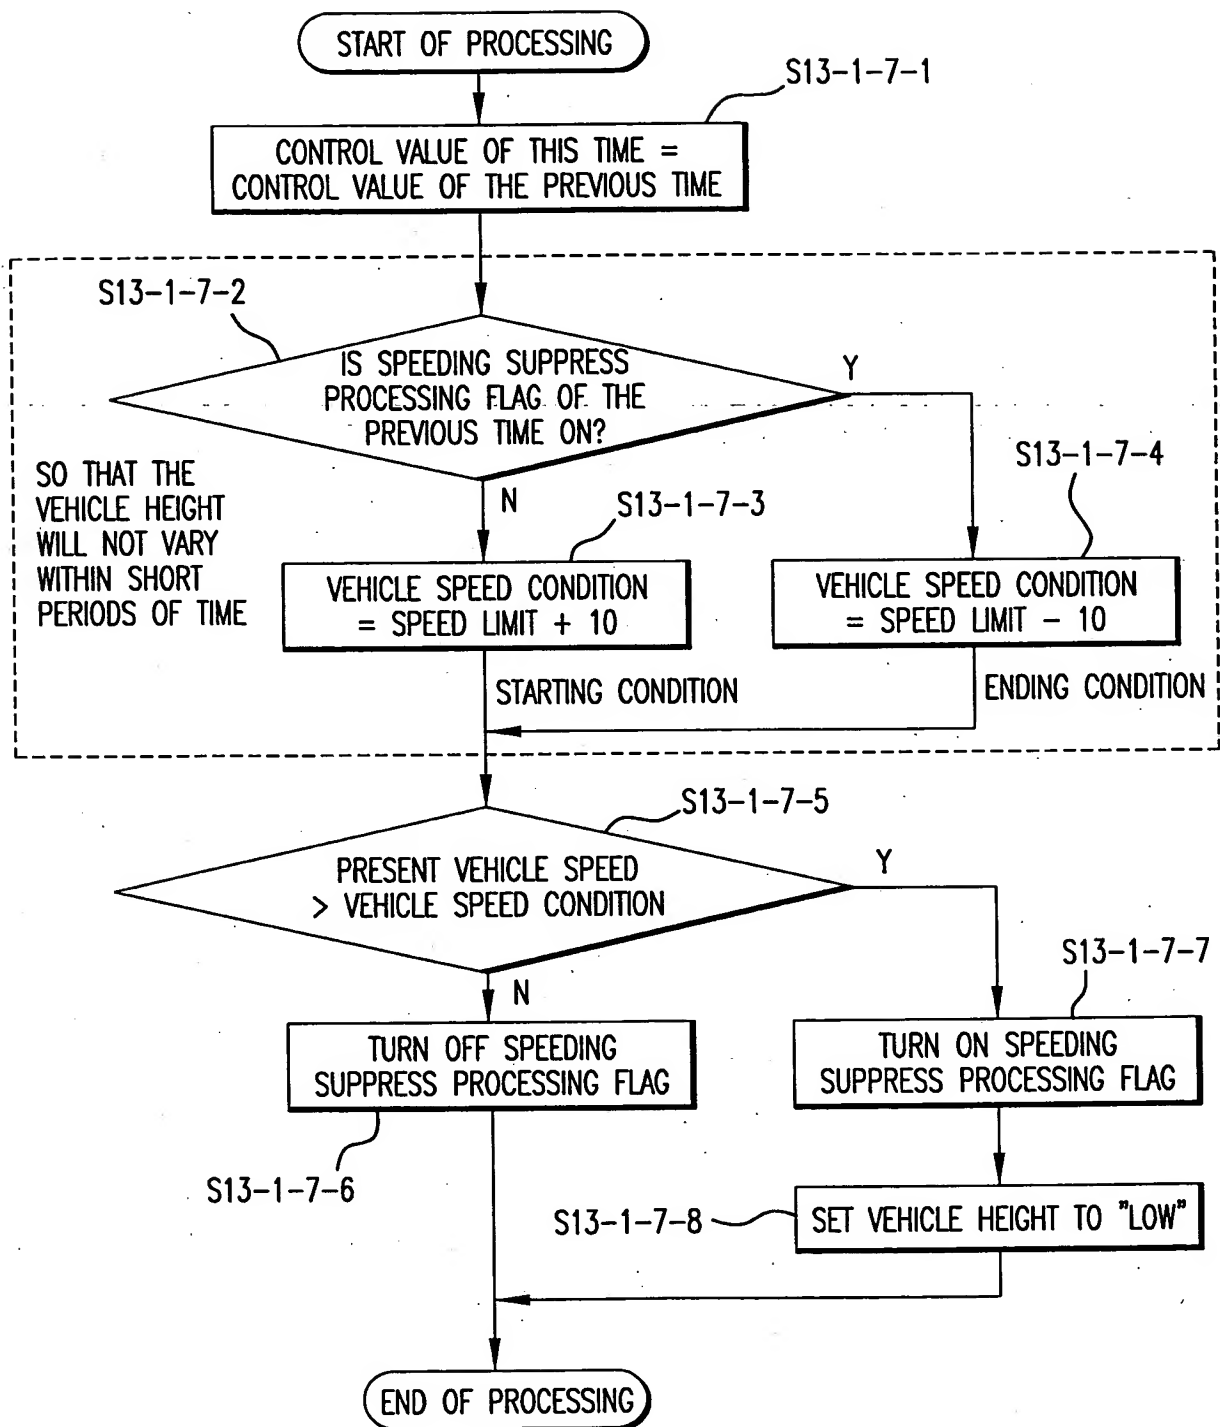 START OF PROCESSING
S13-1-7-1
CONTROL VALUE OF THIS TIME =
CONTROL VALUE OF THE PREVIOUS TIME
S13-1-7-2
IS SPEEDING SUPPRESS
PROCESSING FLAG OF THE
PREVIOUS TIME ON?
Y
N
SO THAT THE
VEHICLE HEIGHT
WILL NOT VARY
WITHIN SHORT
PERIODS OF TIME
S13-1-7-3
VEHICLE SPEED CONDITION
= SPEED LIMIT + 10
S13-1-7-4
VEHICLE SPEED CONDITION
= SPEED LIMIT − 10
STARTING CONDITION
ENDING CONDITION
S13-1-7-5
PRESENT VEHICLE SPEED
> VEHICLE SPEED CONDITION
Y
N
TURN OFF SPEEDING
SUPPRESS PROCESSING FLAG
S13-1-7-6
S13-1-7-7
TURN ON SPEEDING
SUPPRESS PROCESSING FLAG
S13-1-7-8
SET VEHICLE HEIGHT TO "LOW"
END OF PROCESSING